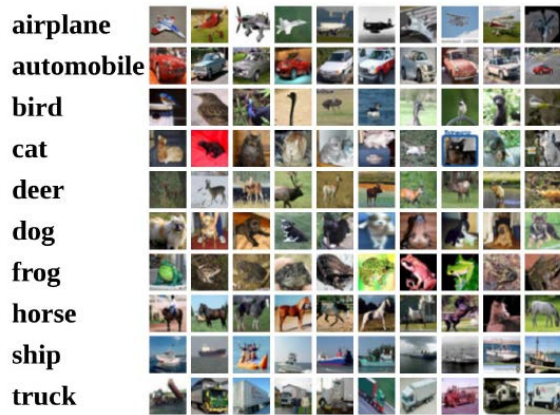 airplane
automobile
bird
cat
deer
dog
frog
horse
ship
truck